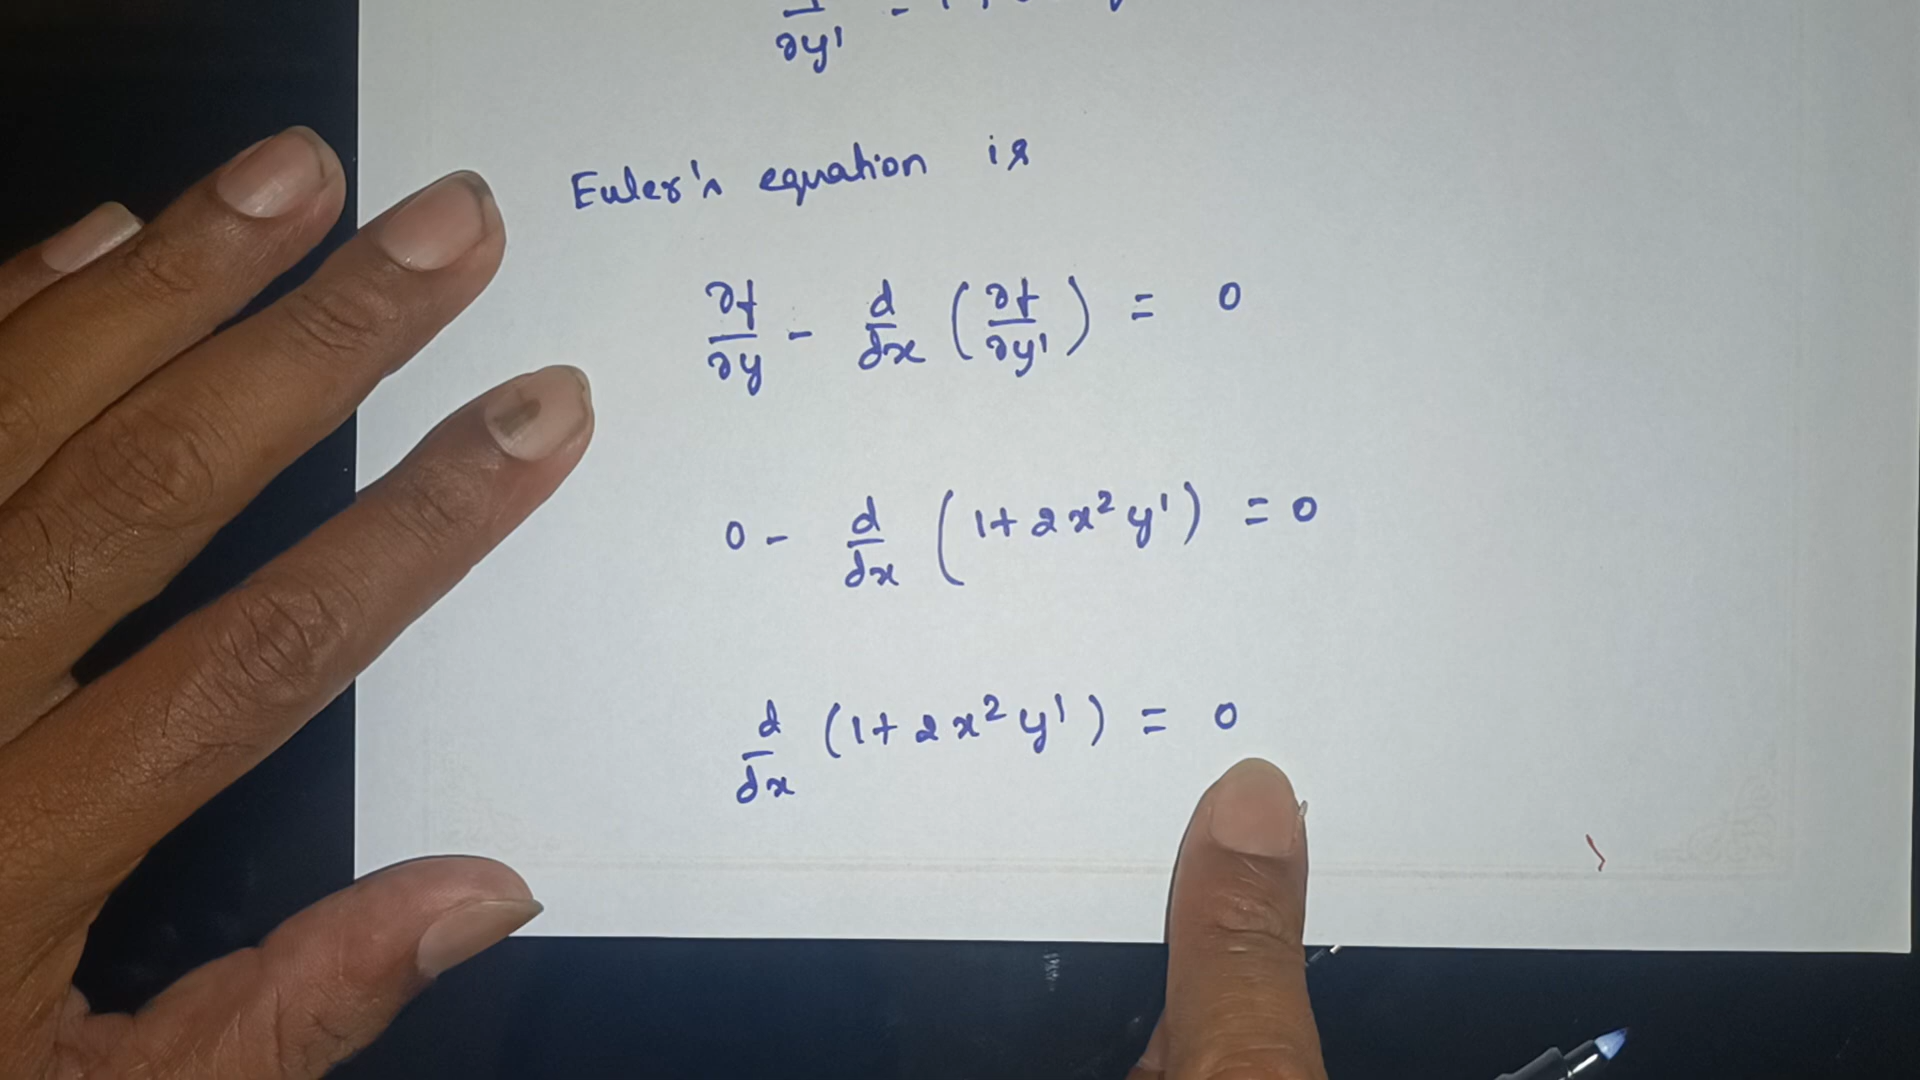 ∂y'
Euler's equation is
∂f/∂y - d/dx (∂f/∂y') = 0
0 - d/dx (1+2x²y') = 0
d/dx (1+2x²y') = 0